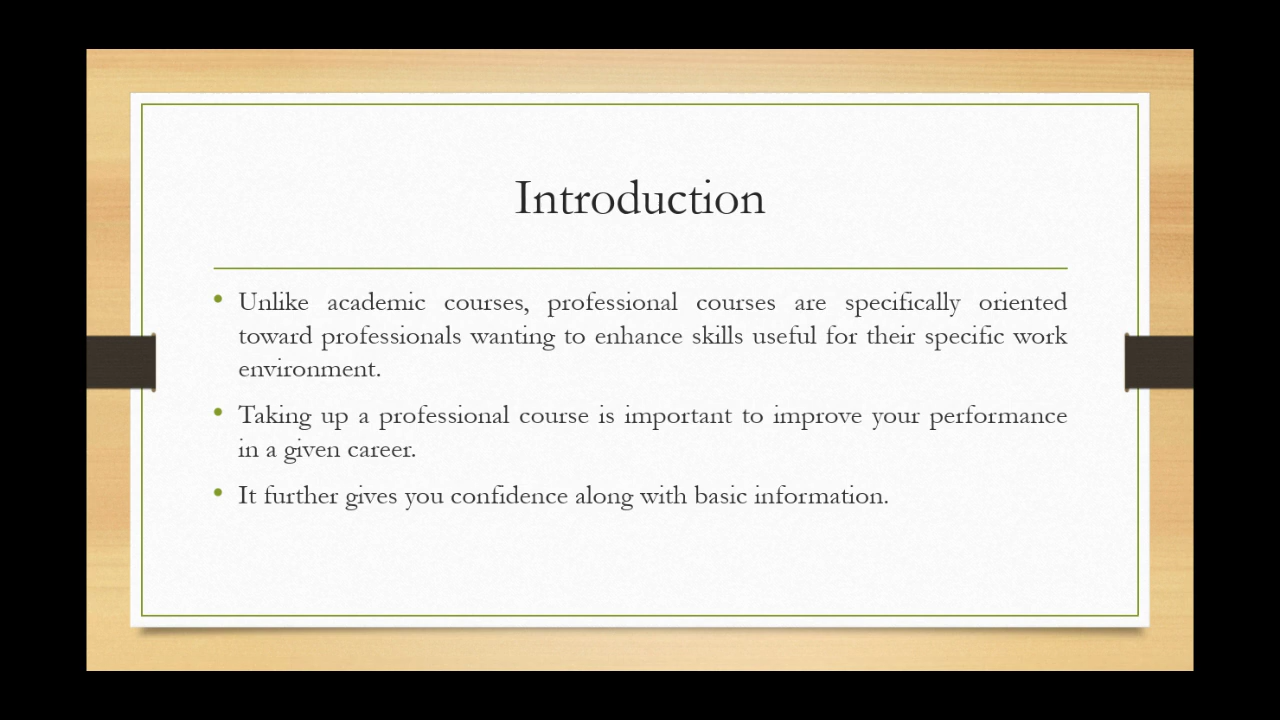 Introduction
• Unlike academic courses, professional courses are specifically oriented
toward professionals wanting to enhance skills useful for their specific work
environment.
• Taking up a professional course is important to improve your performance
in a given career.
• It further gives you confidence along with basic information.